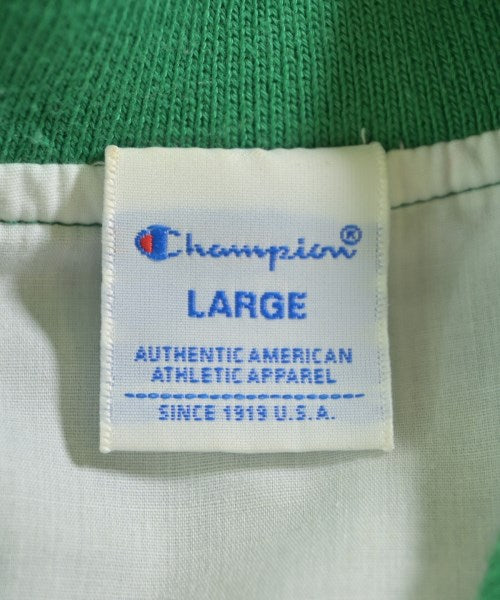 Champion®
LARGE
AUTHENTIC AMERICAN
ATHLETIC APPAREL
SINCE 1919 U.S.A.